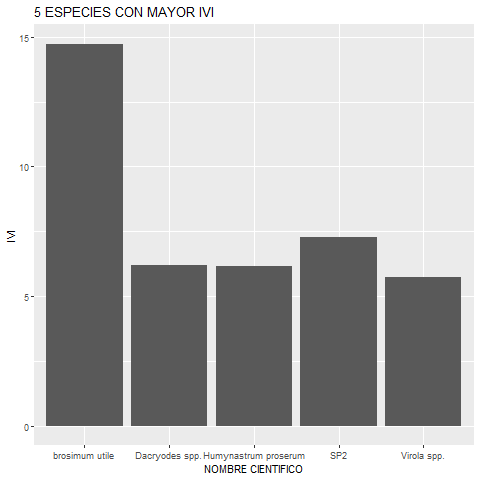 5 ESPECIES CON MAYOR IVI
15
10
5
0
IVI
brosimum utile
Dacryodes spp.
Humynastrum proserum
SP2
Virola spp.
NOMBRE CIENTIFICO